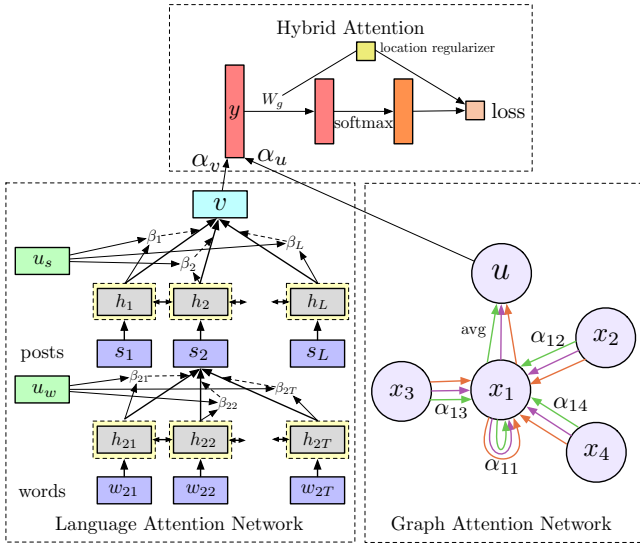 Hybrid Attention
location regularizer
W_g
y
softmax
loss
α_v
α_u
v
β_1
β_L
u_s
β_2
u
h_1
h_2
h_L
avg
α_12
x_2
posts
s_1
s_2
s_L
β_21
β_2T
u_w
β_22
x_3
x_1
α_13
α_14
h_21
h_22
h_2T
x_4
α_11
words
w_21
w_22
w_2T
Language Attention Network
Graph Attention Network